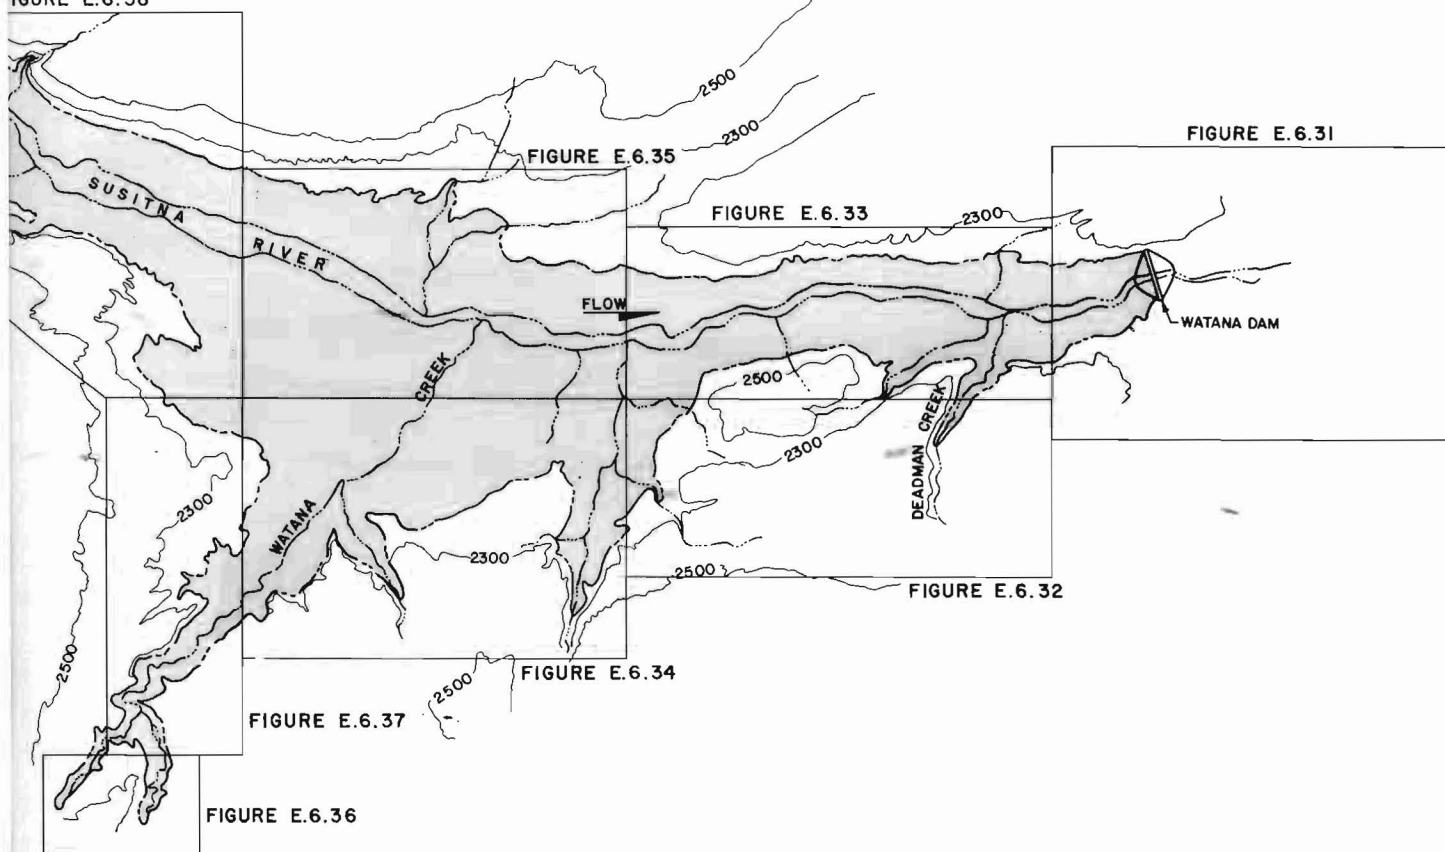 2500
2300
FIGURE E.6.31
FIGURE E.6.35
SUSITNA RIVER
FIGURE E.6.33
2300
FLOW
WATANA DAM
2500
WATANA CREEK
DEADMAN CREEK
2300
2300
2300
2500
FIGURE E.6.32
2500
2500
FIGURE E.6.34
FIGURE E.6.37
FIGURE E.6.36